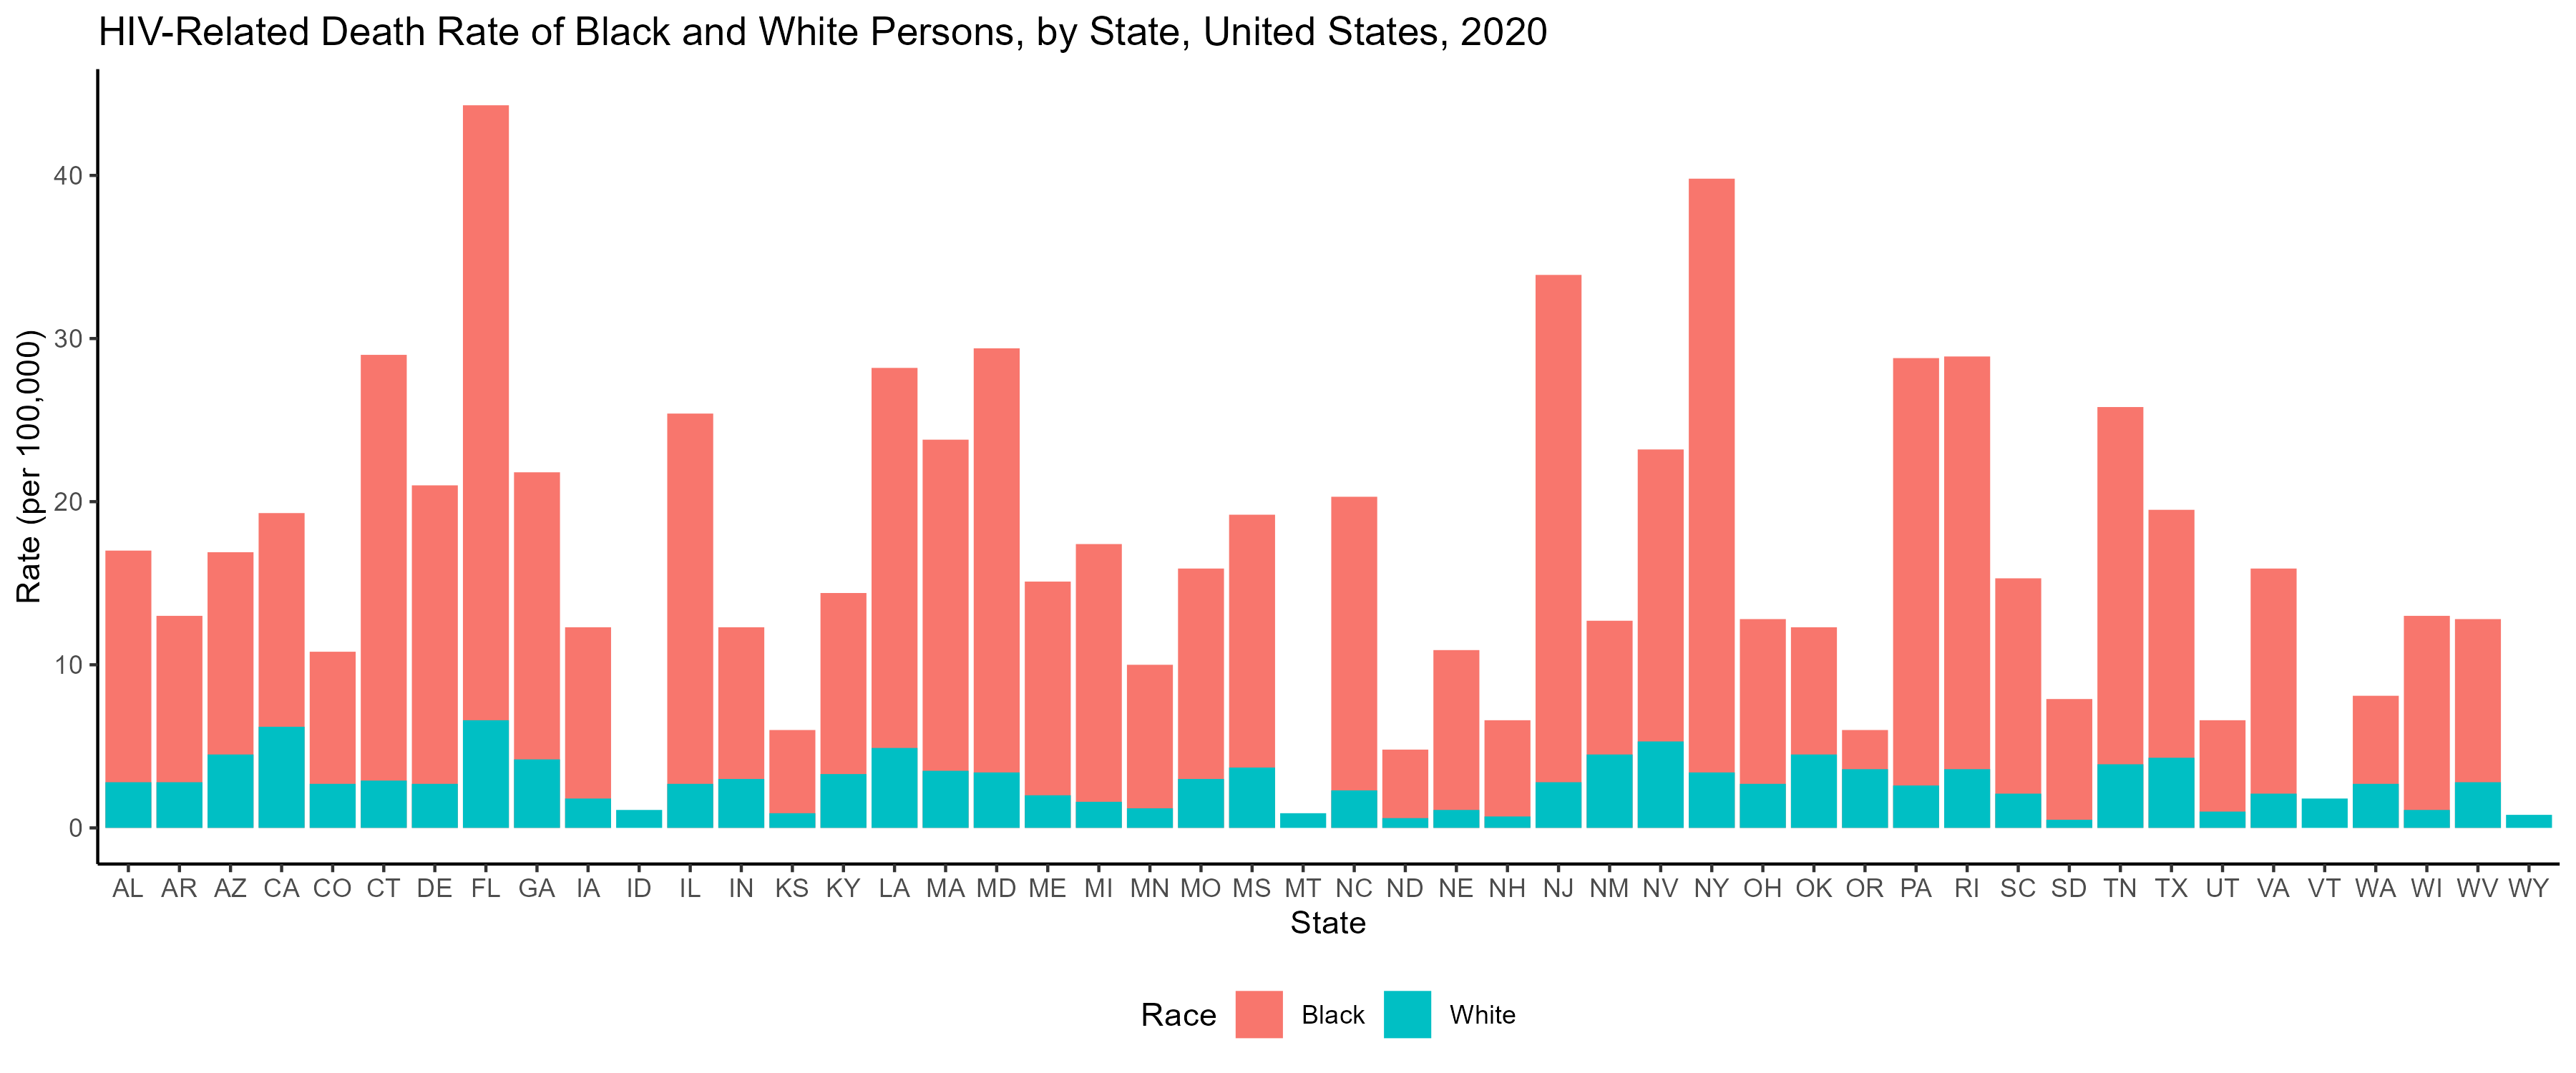 HIV-Related Death Rate of Black and White Persons, by State, United States, 2020
Rate (per 100,000)
40
30
20
10
0
AL AR AZ CA CO CT DE FL GA IA ID IL IN KS KY LA MA MD ME MI MN MO MS MT NC ND NE NH NJ NM NV NY OH OK OR PA RI SC SD TN TX UT VA VT WA WI WV WY
State
Race Black White